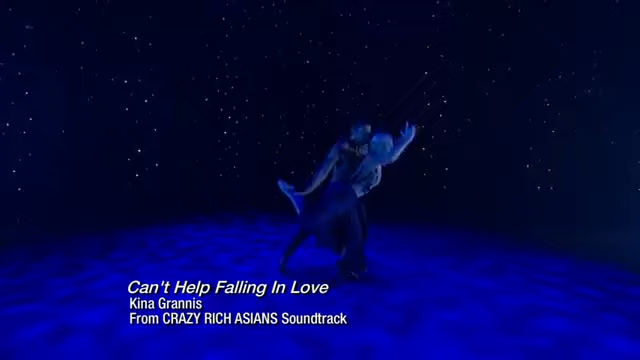 Can't Help Falling In Love
Kina Grannis
From CRAZY RICH ASIANS Soundtrack